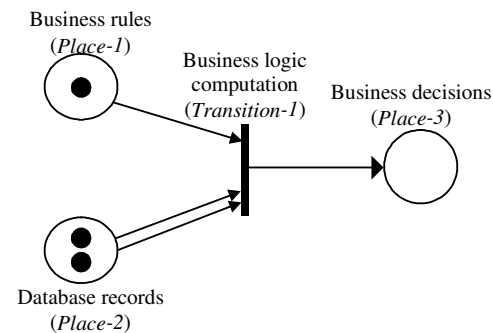 Business rules
(Place-1)
Business logic
computation
(Transition-1)
Business decisions
(Place-3)
Database records
(Place-2)